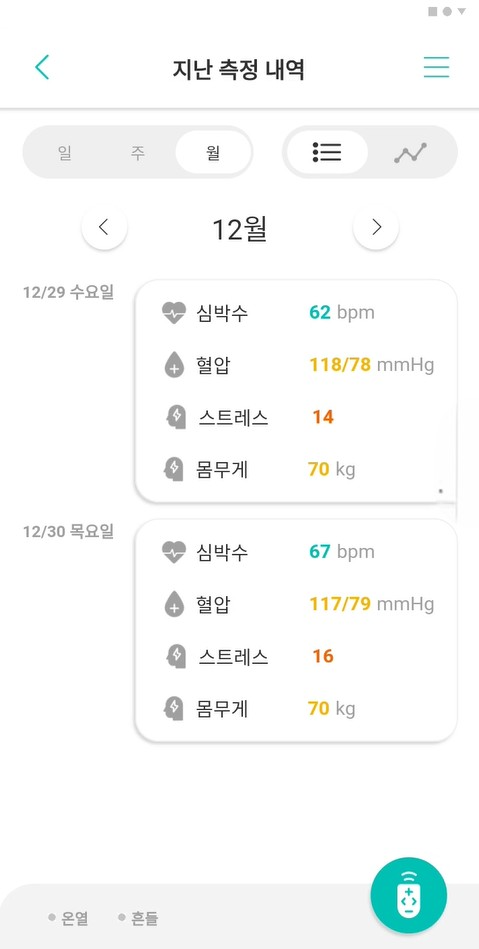 지난 측정 내역
일 주 월
12월
12/29 수요일
심박수 62 bpm
혈압 118/78 mmHg
스트레스 14
몸무게 70 kg
12/30 목요일
심박수 67 bpm
혈압 117/79 mmHg
스트레스 16
몸무게 70 kg
온열 흔들